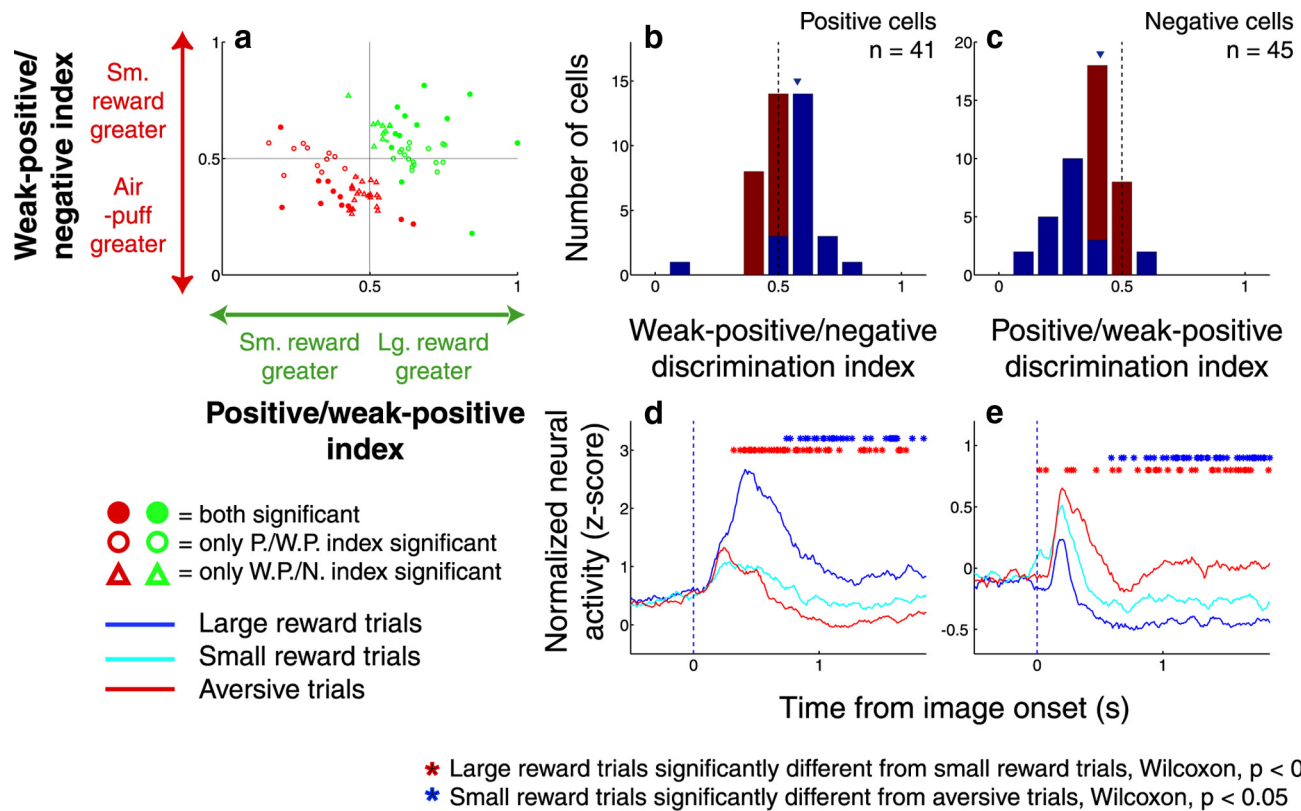 a
Weak-positive/
negative index
Sm.
reward
greater
Air
-puff
greater
1
0.5
0
0.5
1
Sm. reward
greater
Lg. reward
greater
Positive/weak-positive
index
b
Positive cells
n = 41
Number of cells
15
10
5
0
0
0.5
1
Weak-positive/negative
discrimination index
c
Negative cells
n = 45
20
15
10
5
0
0
0.5
1
Positive/weak-positive
discrimination index
= both significant
= only P./W.P. index significant
= only W.P./N. index significant
Large reward trials
Small reward trials
Aversive trials
d
Normalized neural
activity (z-score)
3
2
1
0
0
1
e
1
0.5
0
-0.5
0
1
Time from image onset (s)
* Large reward trials significantly different from small reward trials, Wilcoxon, p < 0
* Small reward trials significantly different from aversive trials, Wilcoxon, p < 0.05